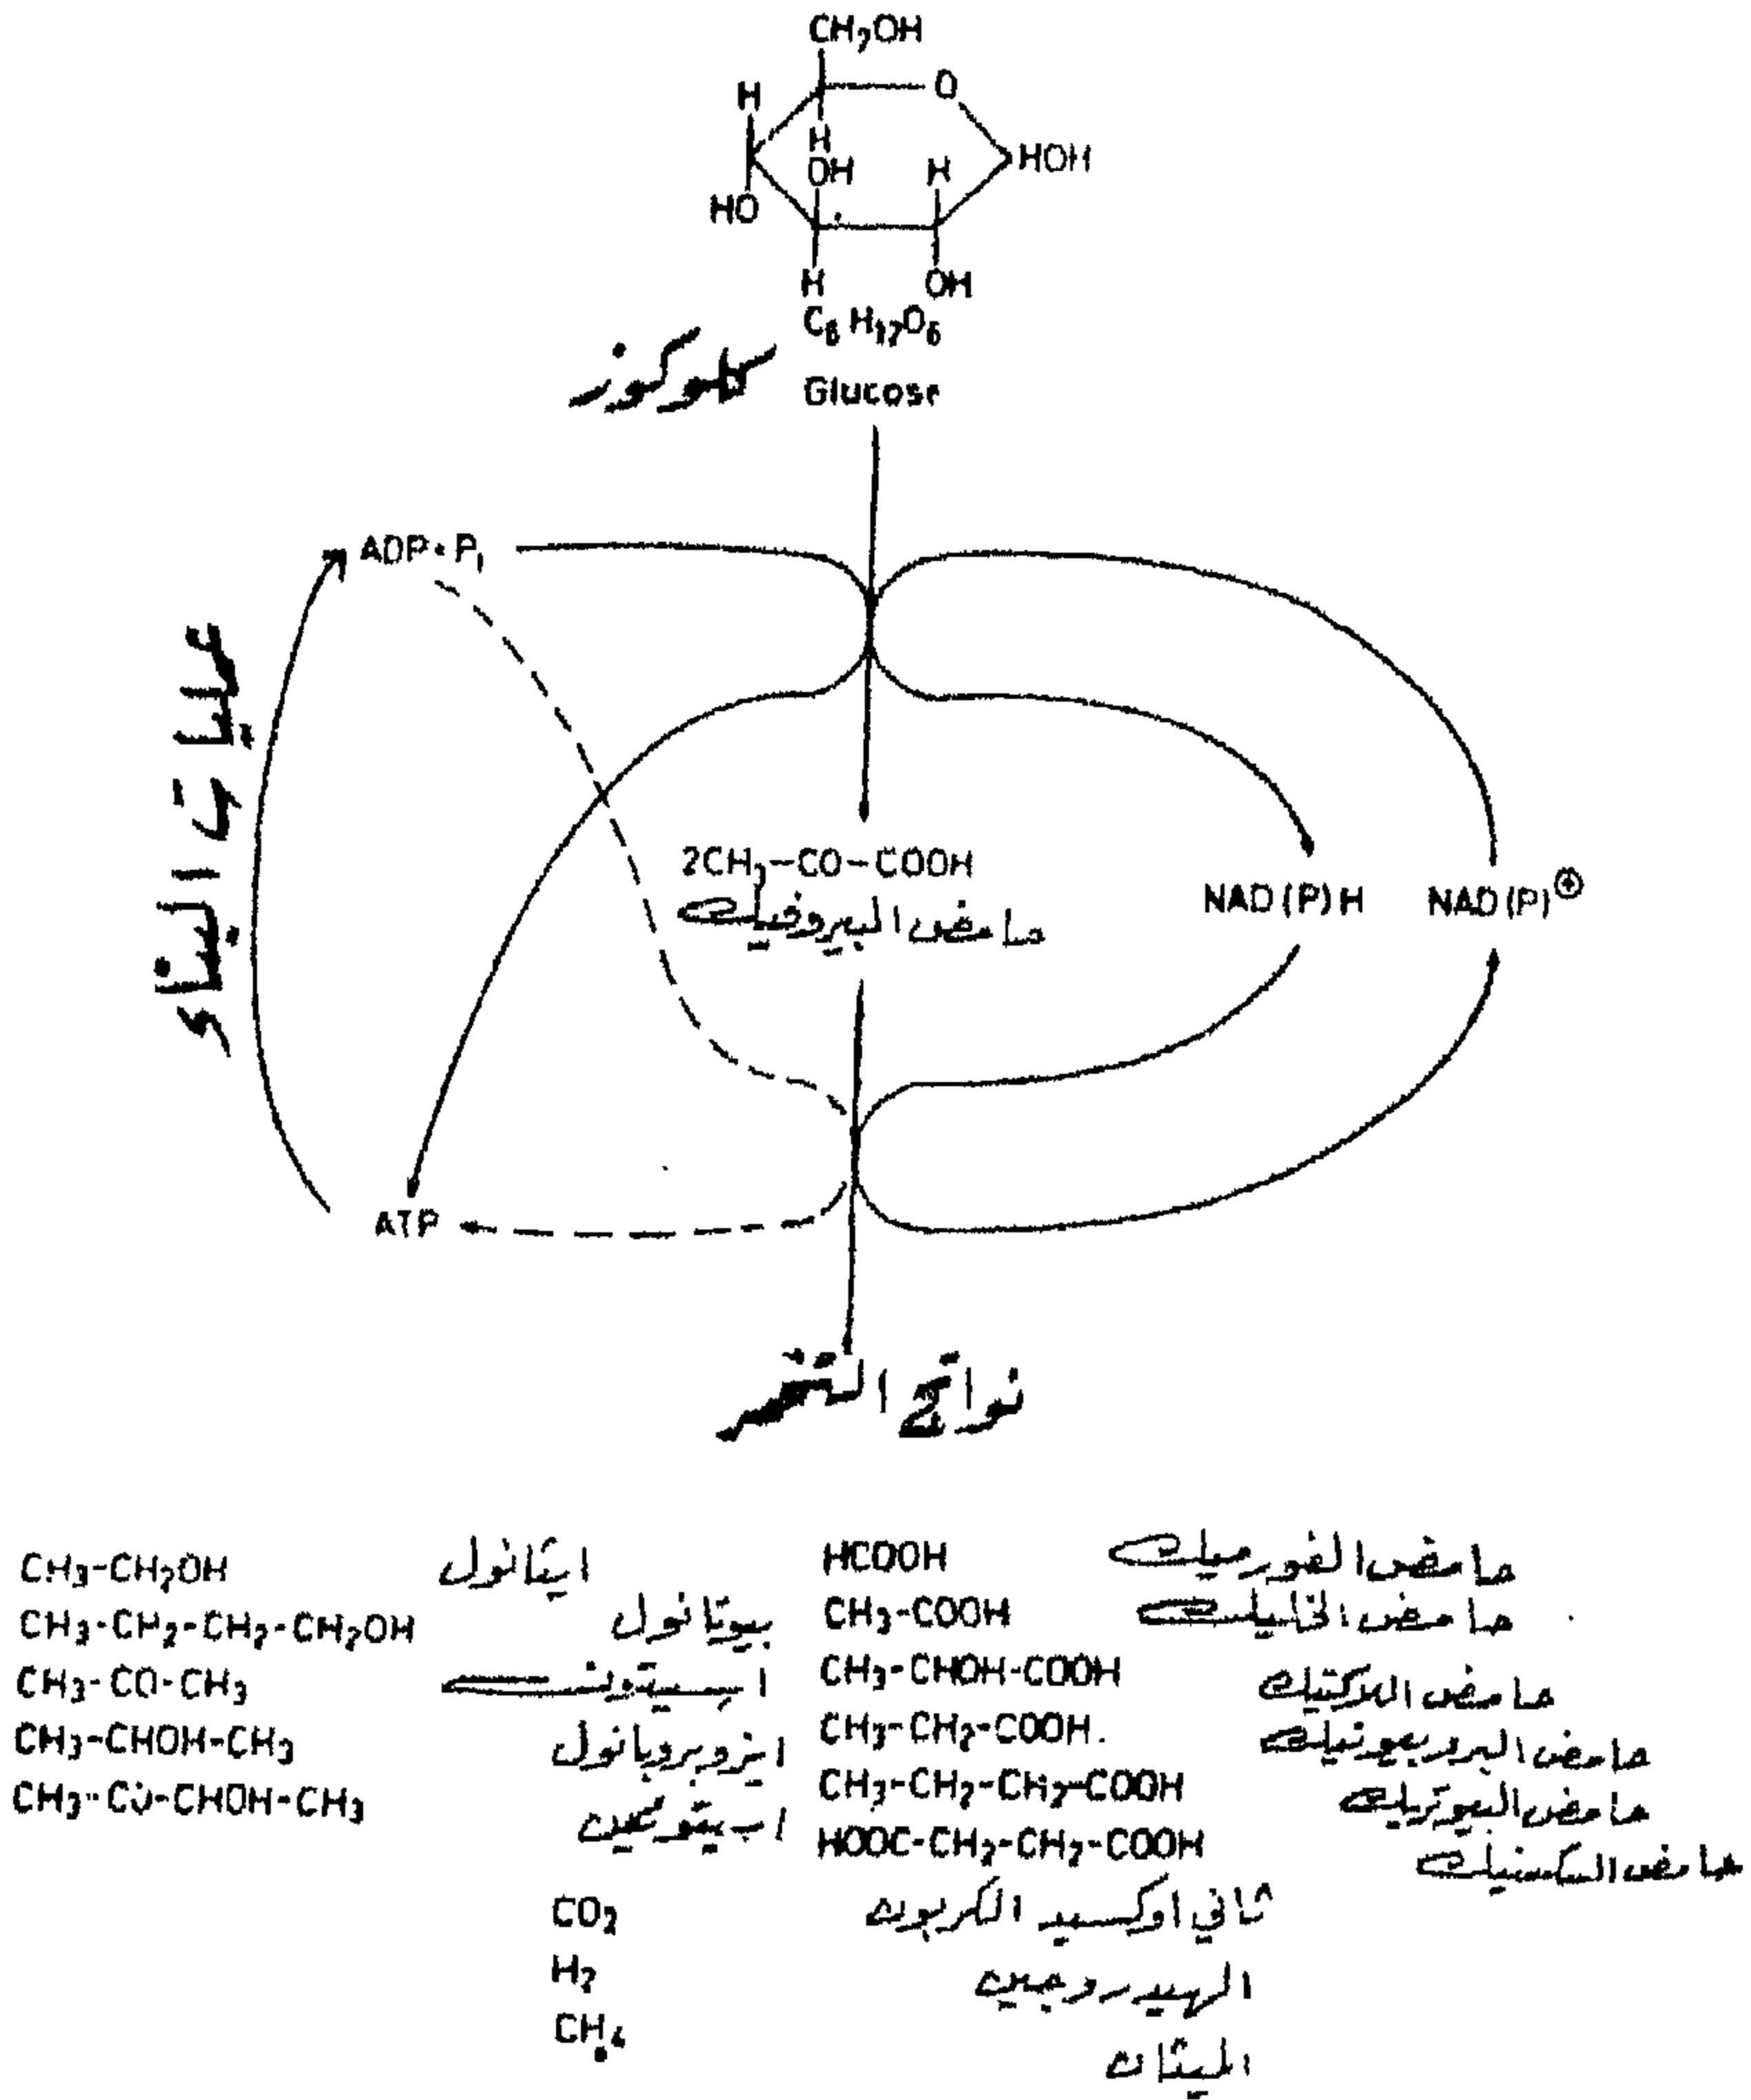 CH₂OH
H
O
H
OH
H
HOH
HO
H
OH
C₆H₁₂O₆
كلوكوز Glucose
ADP + Pi
عمليات البناء
2CH₃-CO-COOH
حامض البيروفيك
NAD(P)H
NAD(P)⊕
ATP
نواتج التخمر
CH₃-CH₂OH ايثانول HCOOH حامض الفورميك
CH₃-CH₂-CH₂-CH₂OH بيوتانول CH₃-COOH حامض الخليك
CH₃-CO-CH₃ اسيتون CH₃-CHOH-COOH حامض اللاكتيك
CH₃-CHOH-CH₃ ايزوبروبانول CH₃-CH₂-COOH. حامض البروبيونيك
CH₃-CO-CHOH-CH₃ CH₃-CH₂-CH₂-COOH حامض البيوتريك
HOOC-CH₂-CH₂-COOH حامض السكسنيك
CO₂ ثاني اوكسيد الكربون
H₂ الهيدروجين
CH₄ الميثان